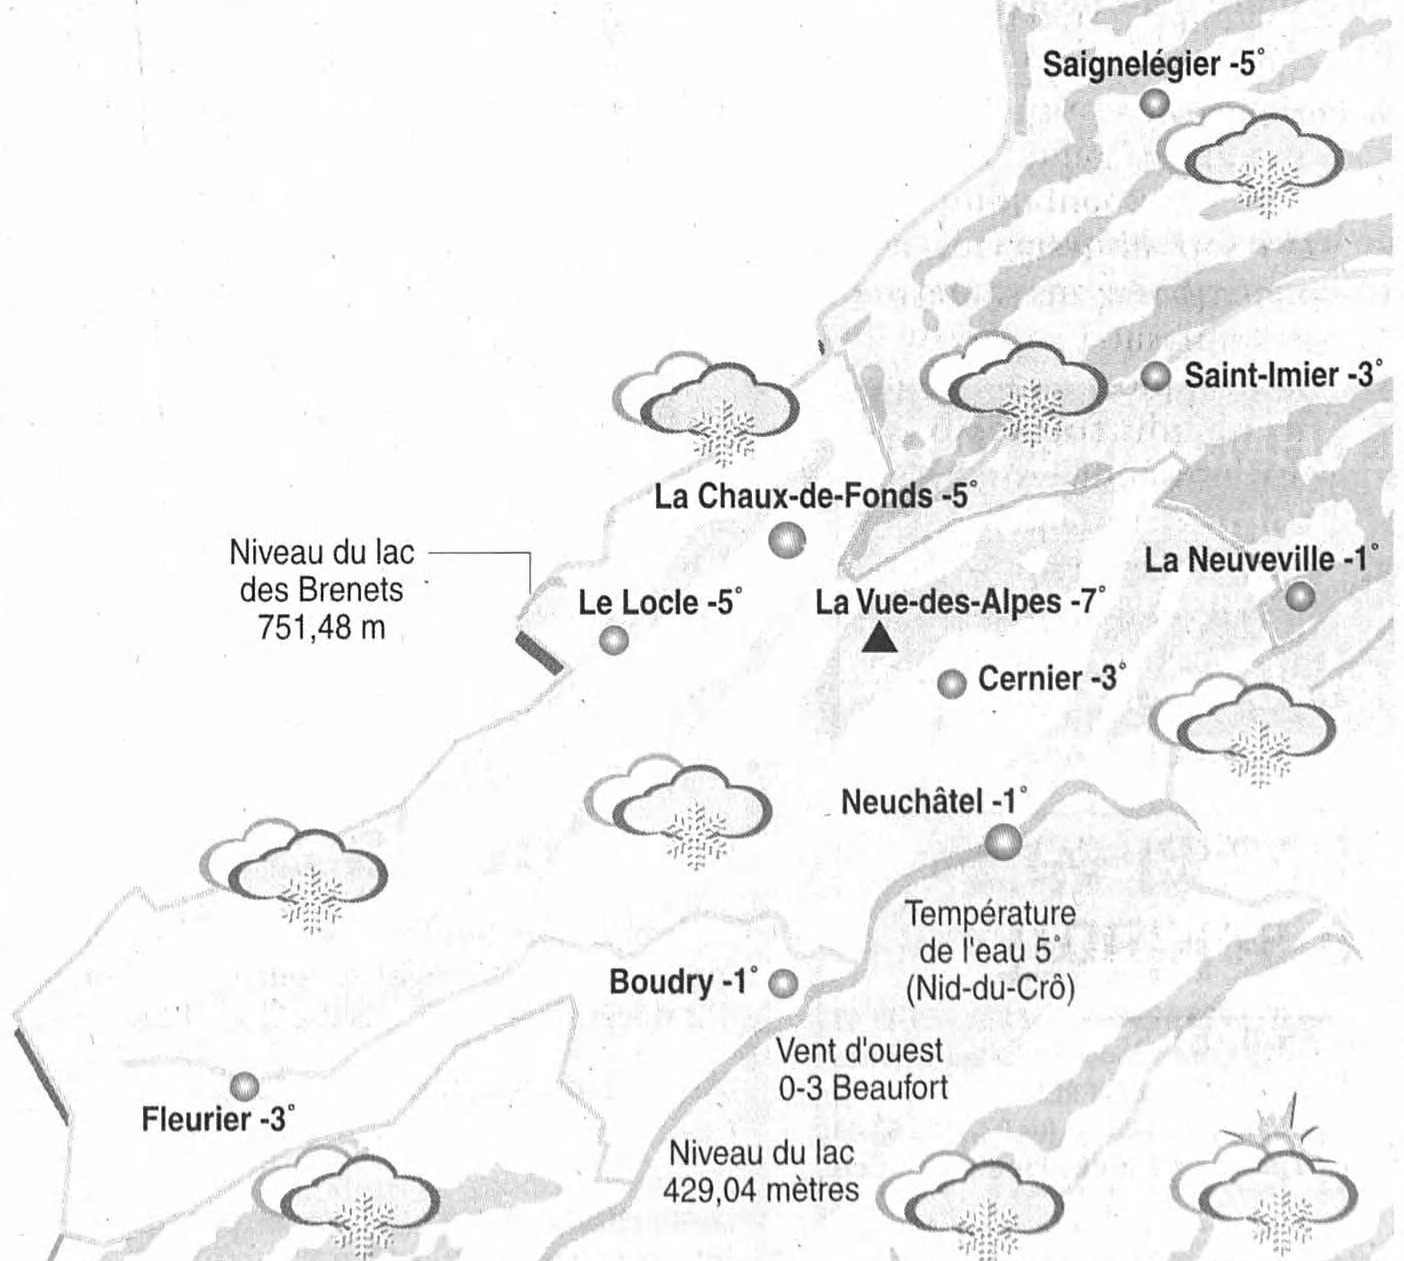 Saignelégier -5°
Saint-Imier -3°
La Chaux-de-Fonds -5°
Niveau du lac
des Brenets
751,48 m
La Neuveville -1°
Le Locle -5°
La Vue-des-Alpes -7°
Cernier -3°
Neuchâtel -1°
Température
de l'eau 5°
(Nid-du-Crô)
Boudry -1°
Vent d'ouest
0-3 Beaufort
Fleurier -3°
Niveau du lac
429,04 mètres